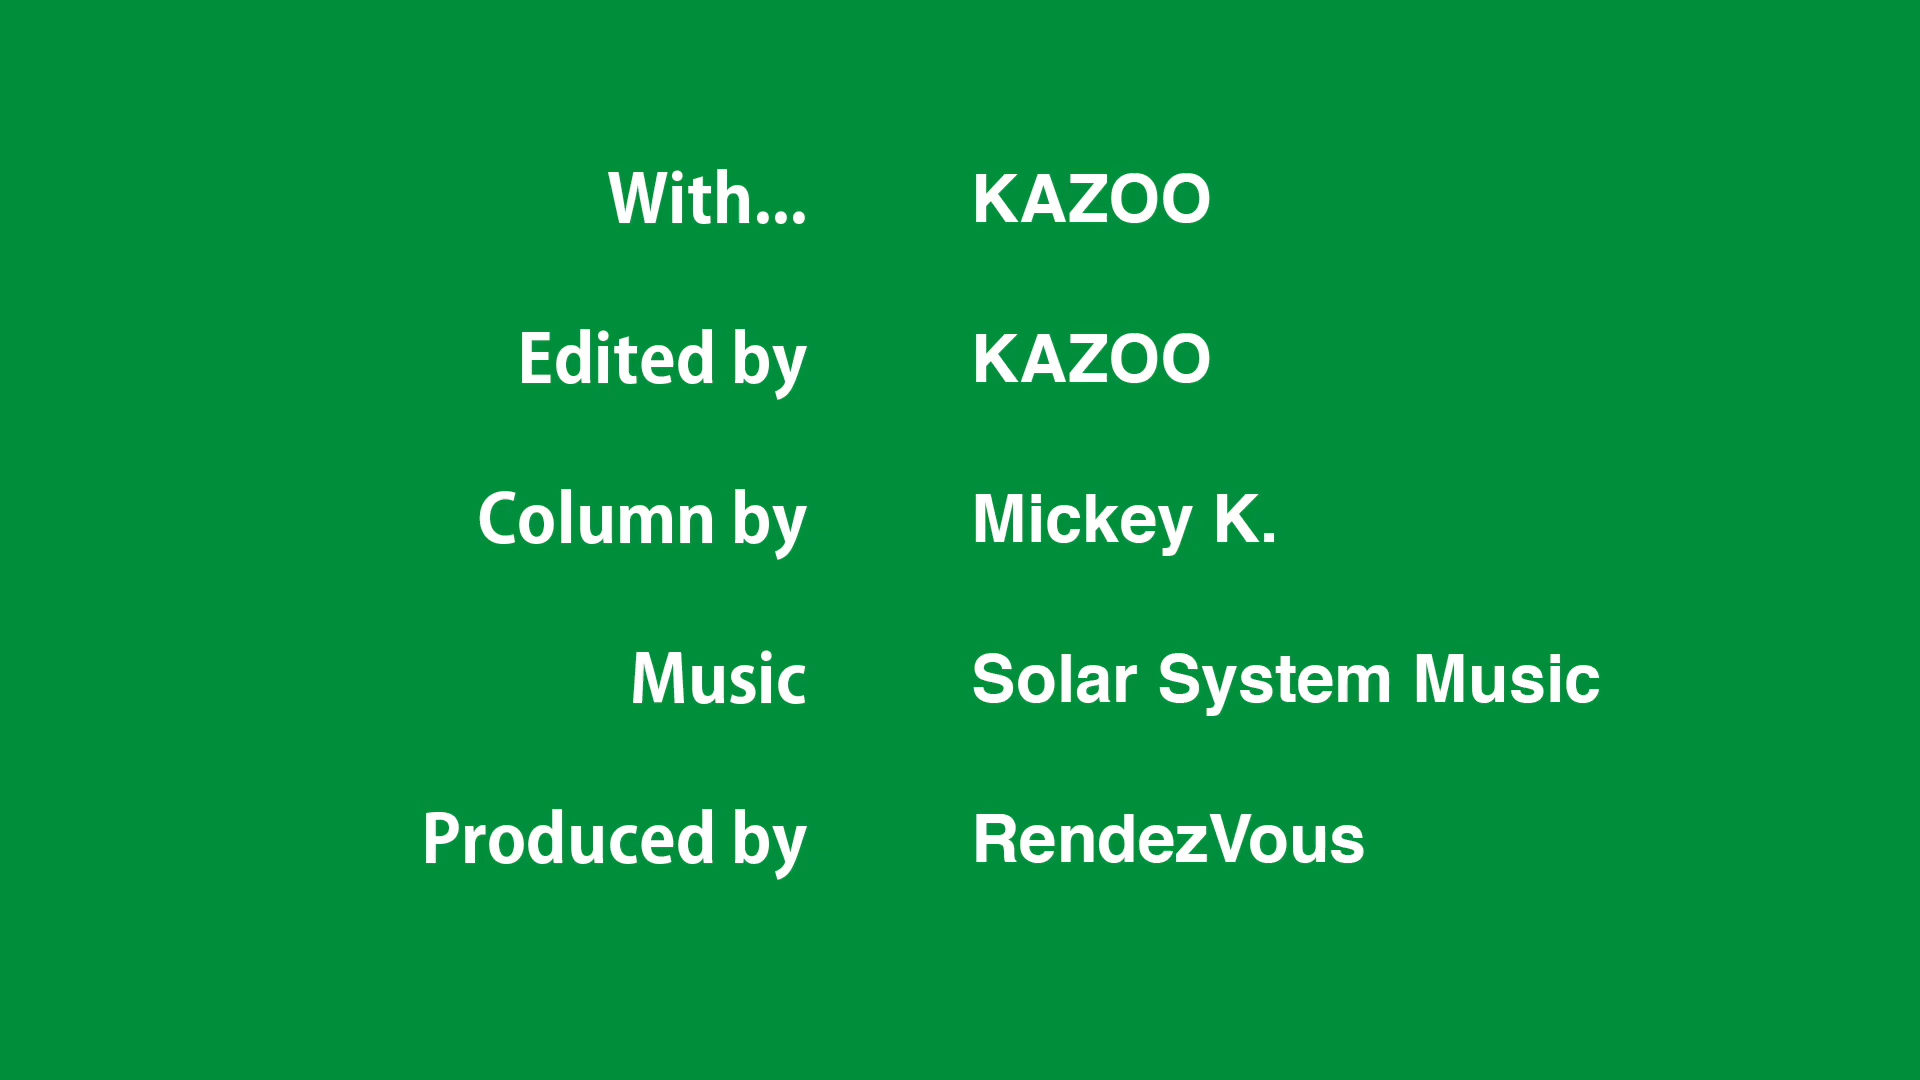 With... KAZOO
Edited by KAZOO
Column by Mickey K.
Music Solar System Music
Produced by RendezVous